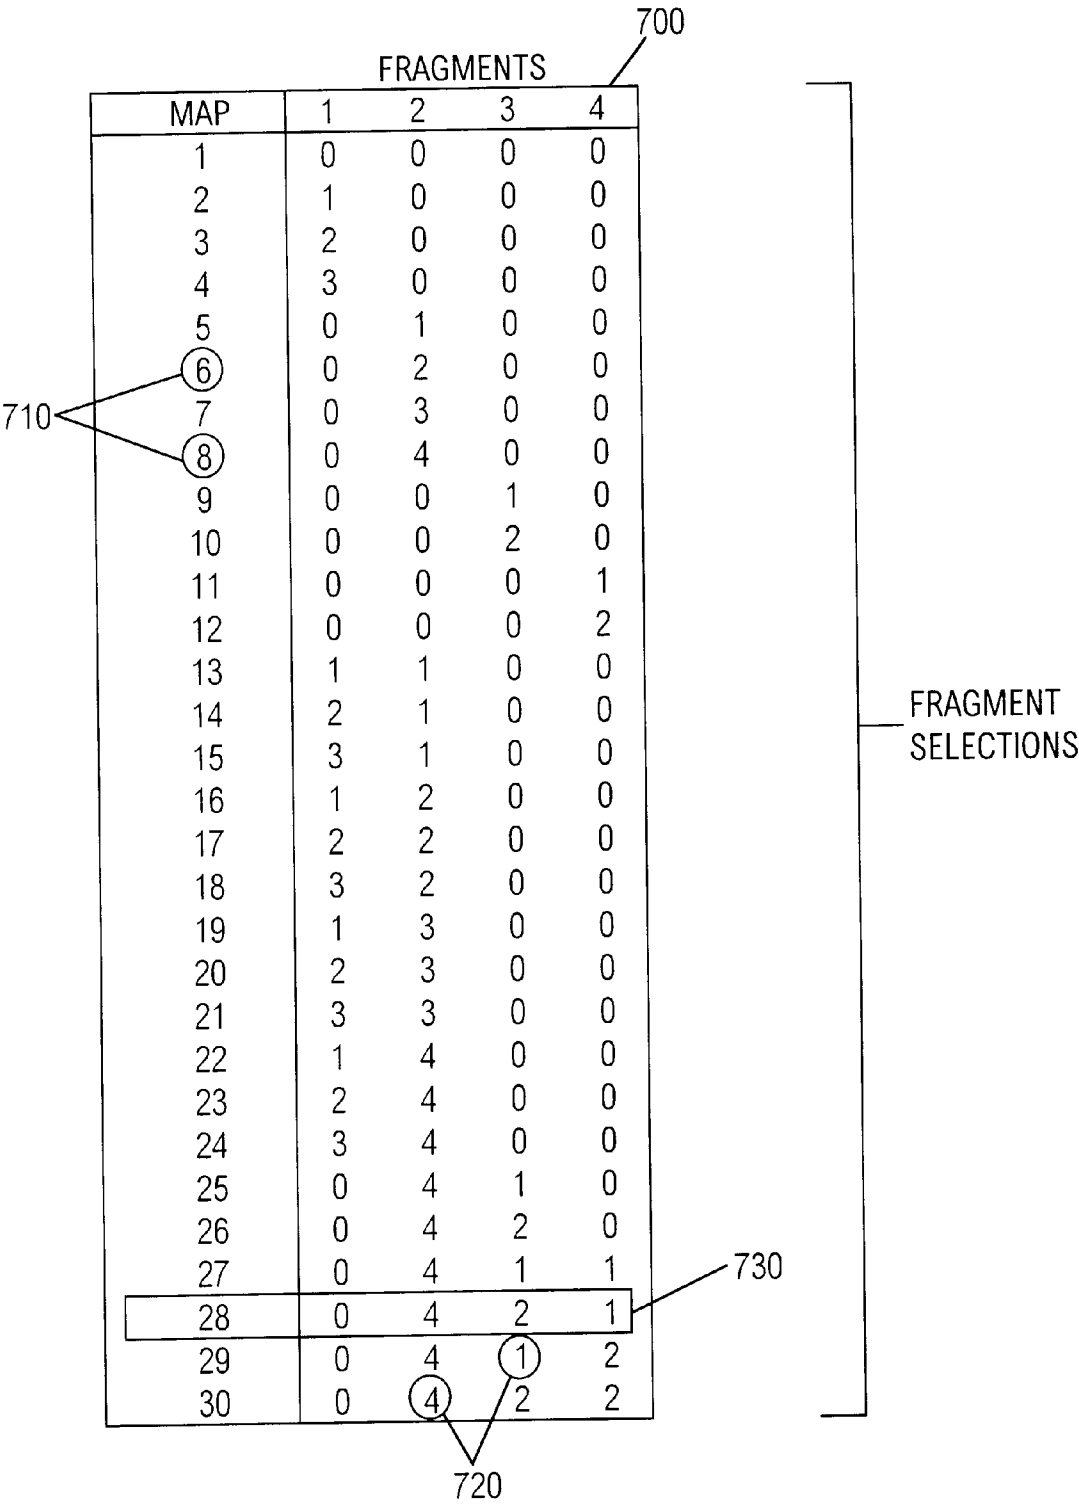 700
FRAGMENTS
MAP 1 2 3 4
1 0 0 0 0
2 1 0 0 0
3 2 0 0 0
4 3 0 0 0
5 0 1 0 0
6 0 2 0 0
710
7 0 3 0 0
8 0 4 0 0
9 0 0 1 0
10 0 0 2 0
11 0 0 0 1
12 0 0 0 2
13 1 1 0 0
14 2 1 0 0
FRAGMENT
SELECTIONS
15 3 1 0 0
16 1 2 0 0
17 2 2 0 0
18 3 2 0 0
19 1 3 0 0
20 2 3 0 0
21 3 3 0 0
22 1 4 0 0
23 2 4 0 0
24 3 4 0 0
25 0 4 1 0
26 0 4 2 0
27 0 4 1 1
730
28 0 4 2 1
29 0 4 1 2
30 0 4 2 2
720